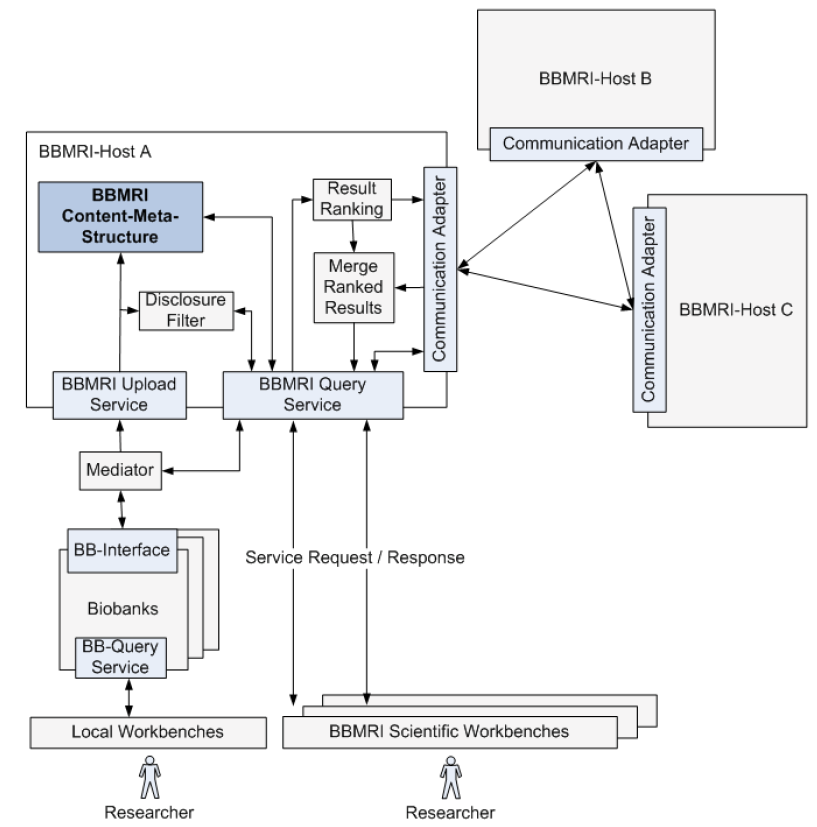 BBMRI-Host B
Communication Adapter
BBMRI-Host A
BBMRI
Content-Meta-
Structure
Result
Ranking
Merge
Ranked
Results
Communication Adapter
Disclosure
Filter
Communication Adapter
BBMRI-Host C
BBMRI Upload
Service
BBMRI Query
Service
Mediator
BB-Interface
Service Request / Response
Biobanks
BB-Query
Service
Local Workbenches
BBMRI Scientific Workbenches
Researcher
Researcher